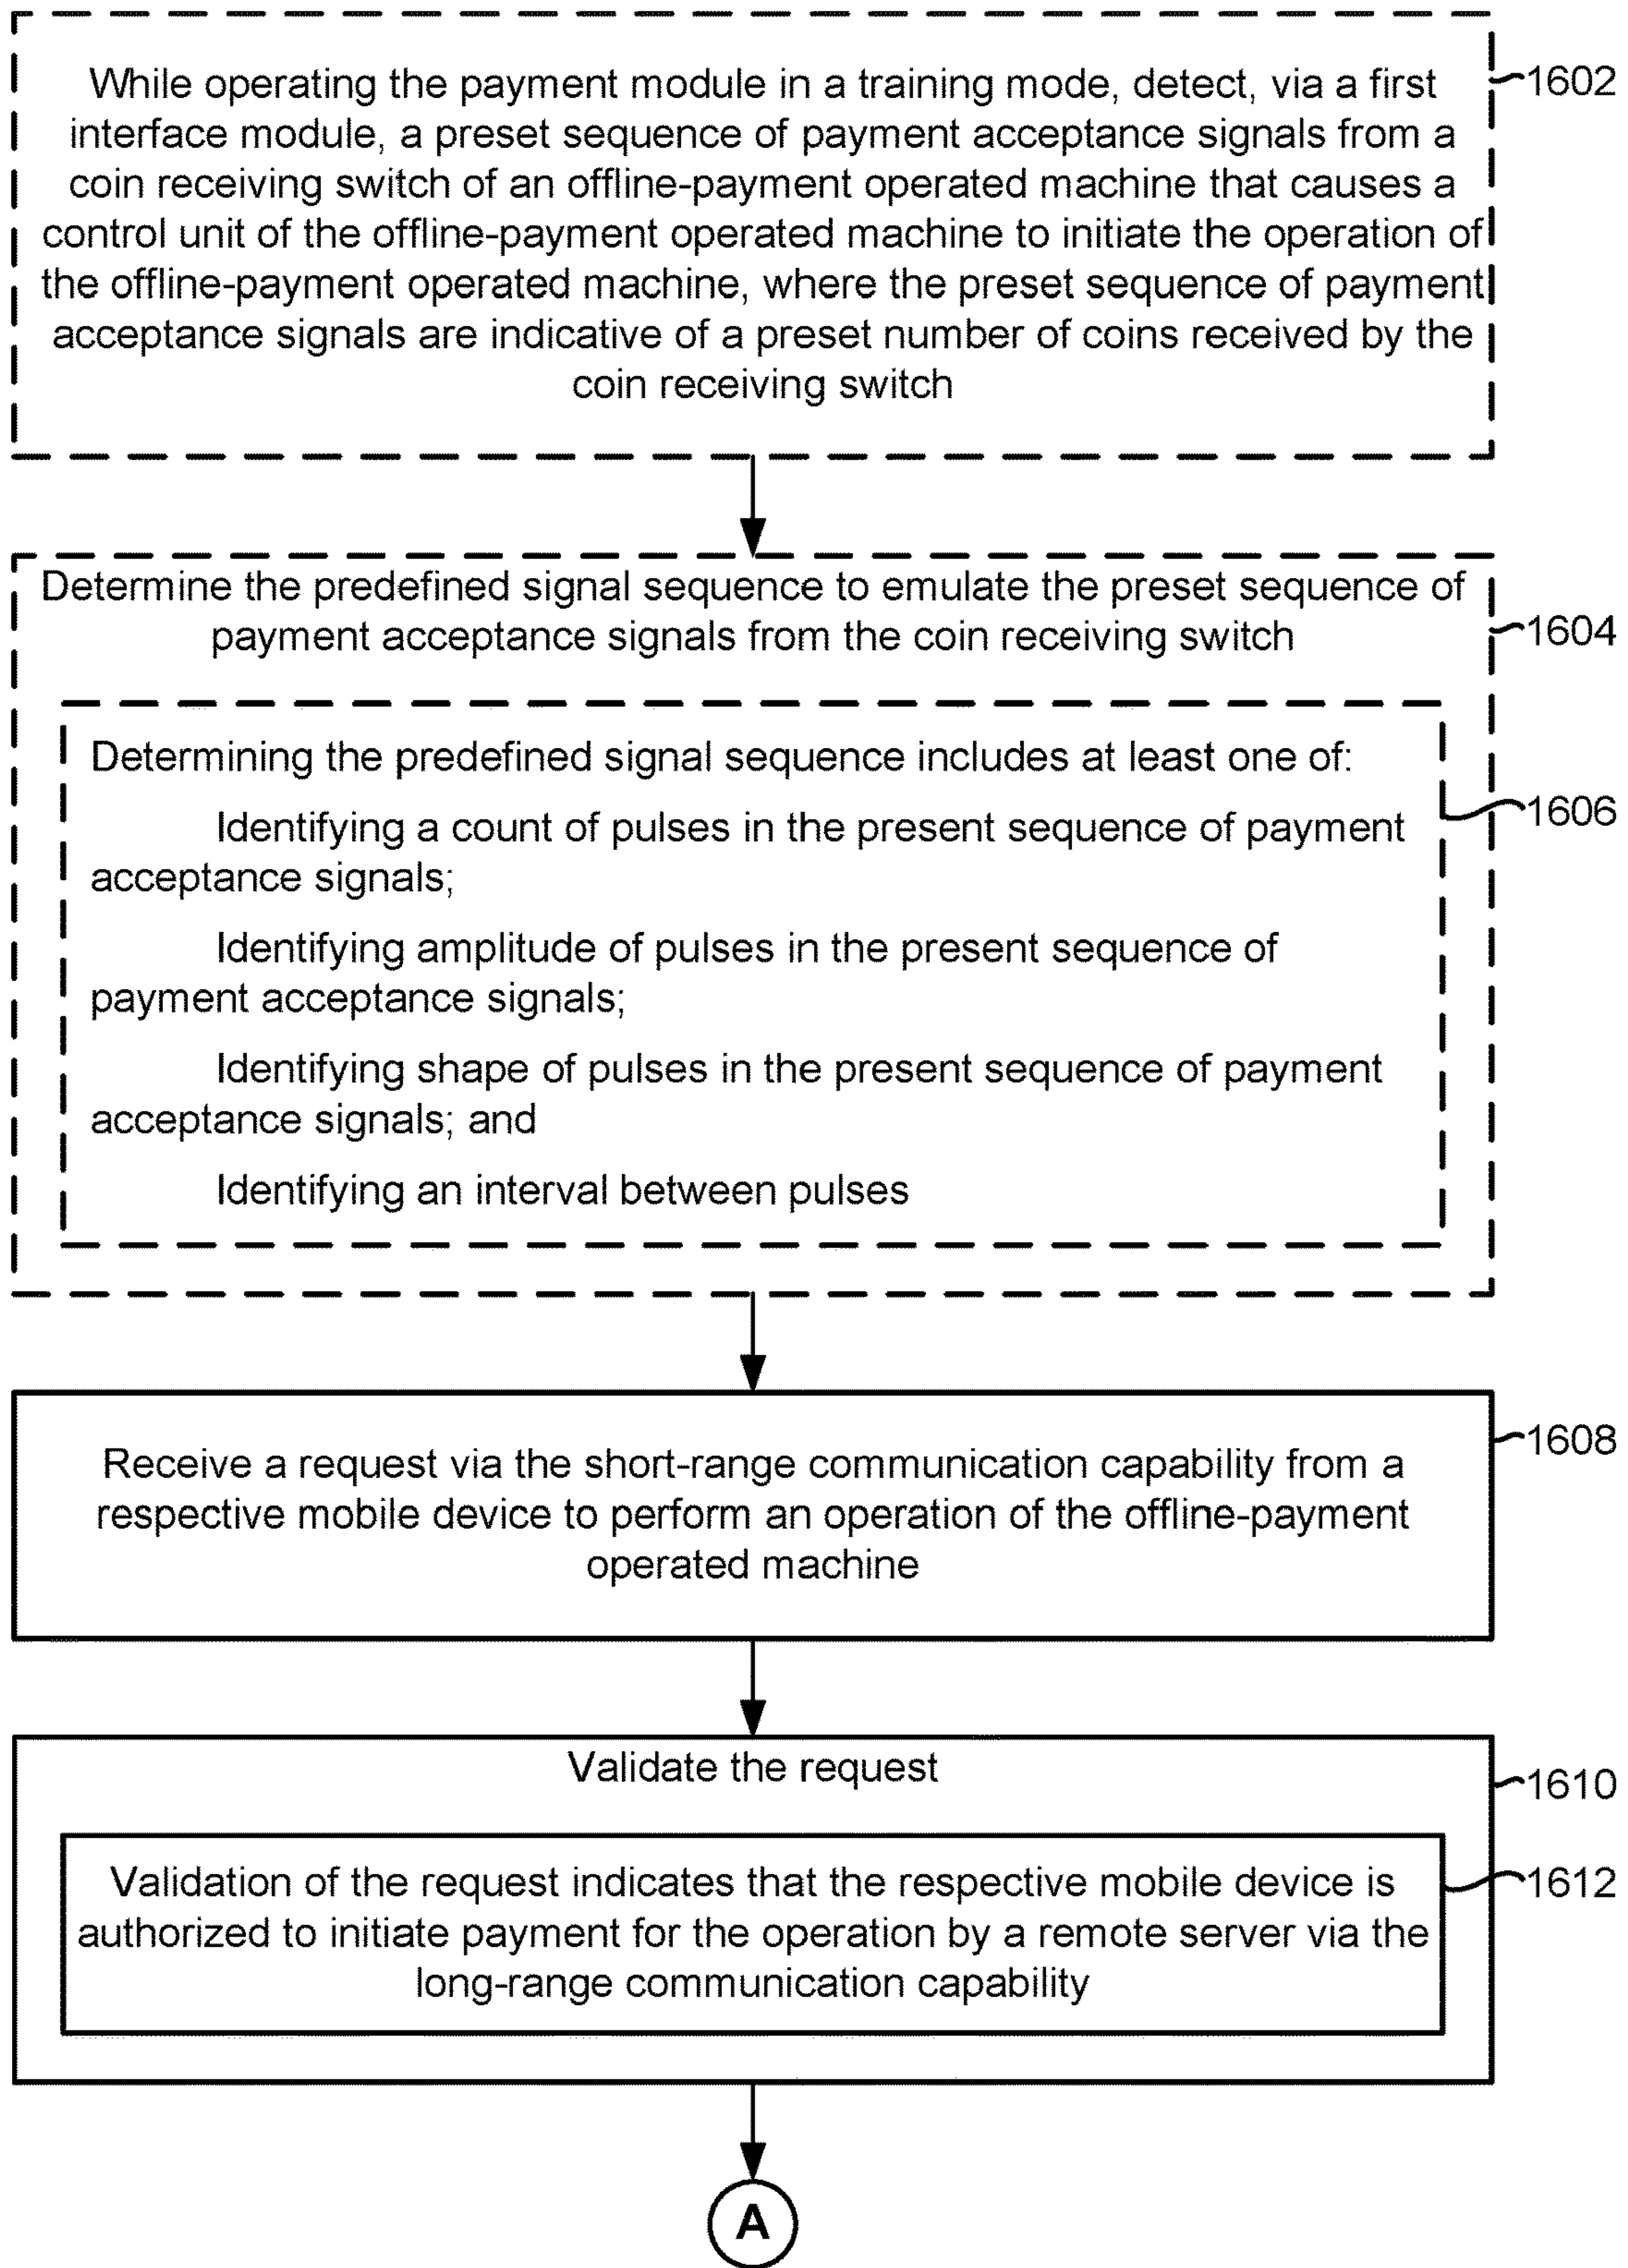 While operating the payment module in a training mode, detect, via a first
interface module, a preset sequence of payment acceptance signals from a
coin receiving switch of an offline-payment operated machine that causes a
control unit of the offline-payment operated machine to initiate the operation of
the offline-payment operated machine, where the preset sequence of payment
acceptance signals are indicative of a preset number of coins received by the
coin receiving switch
1602
Determine the predefined signal sequence to emulate the preset sequence of
payment acceptance signals from the coin receiving switch
1604
Determining the predefined signal sequence includes at least one of:
Identifying a count of pulses in the present sequence of payment
acceptance signals;
Identifying amplitude of pulses in the present sequence of
payment acceptance signals;
Identifying shape of pulses in the present sequence of payment
acceptance signals; and
Identifying an interval between pulses
1606
Receive a request via the short-range communication capability from a
respective mobile device to perform an operation of the offline-payment
operated machine
1608
Validate the request
1610
Validation of the request indicates that the respective mobile device is
authorized to initiate payment for the operation by a remote server via the
long-range communication capability
1612
A